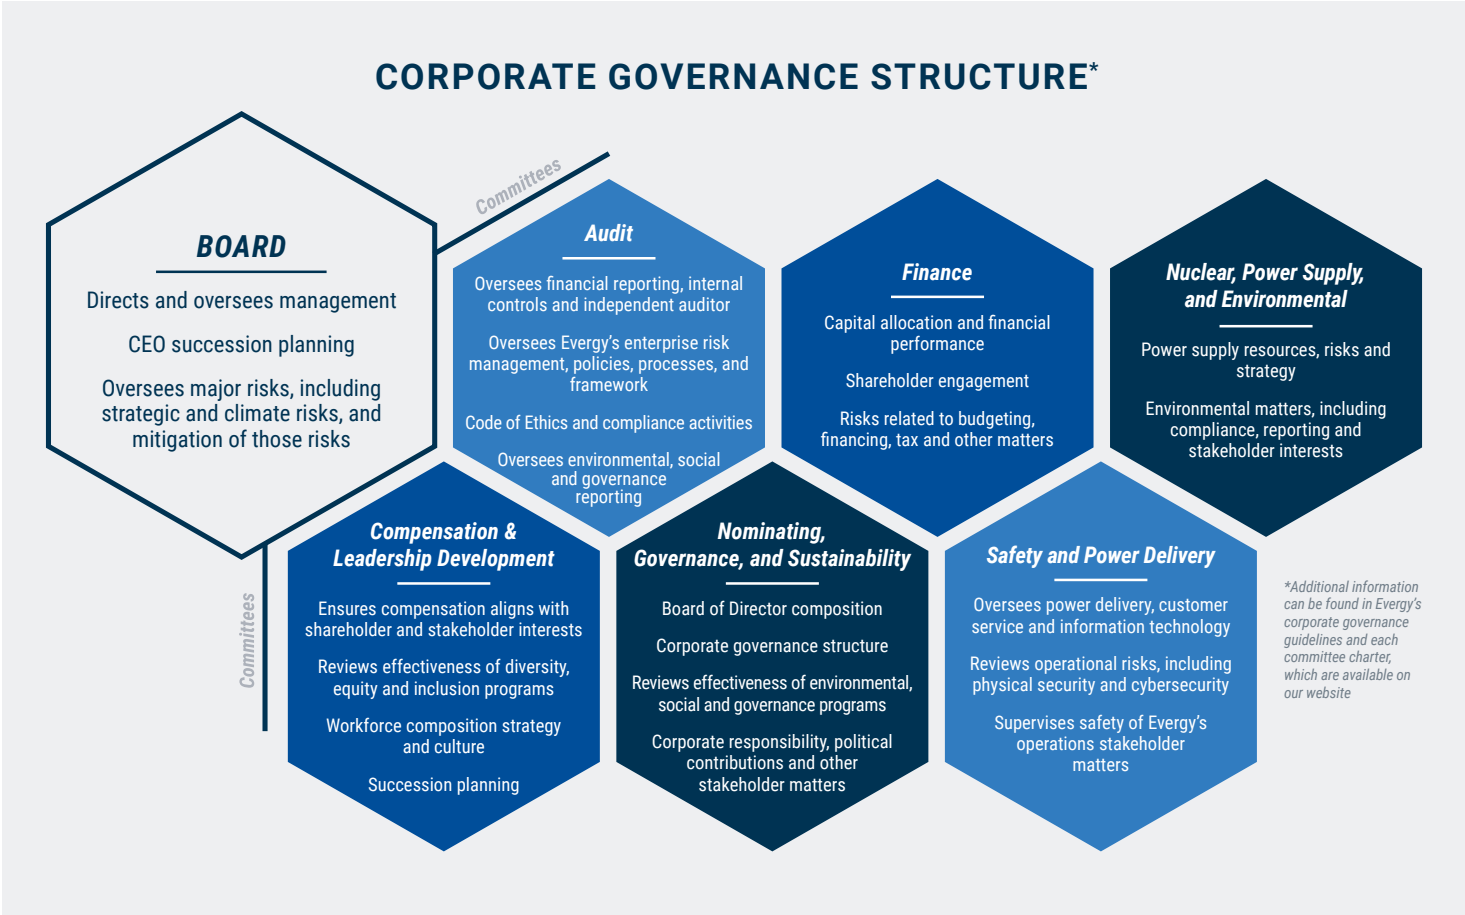 CORPORATE GOVERNANCE STRUCTURE*
BOARD
Directs and oversees management
CEO succession planning
Oversees major risks, including
strategic and climate risks, and
mitigation of those risks
Committees
Audit
Oversees financial reporting, internal
controls and independent auditor
Oversees Evergy's enterprise risk
management, policies, processes, and
framework
Code of Ethics and compliance activities
Oversees environmental, social
and governance
reporting
Finance
Capital allocation and financial
performance
Shareholder engagement
Risks related to budgeting,
financing, tax and other matters
Nuclear, Power Supply,
and Environmental
Power supply resources, risks and
strategy
Environmental matters, including
compliance, reporting and
stakeholder interests
Committees
Compensation &
Leadership Development
Ensures compensation aligns with
shareholder and stakeholder interests
Reviews effectiveness of diversity,
equity and inclusion programs
Workforce composition strategy
and culture
Succession planning
Nominating,
Governance, and Sustainability
Board of Director composition
Corporate governance structure
Reviews effectiveness of environmental,
social and governance programs
Corporate responsibility, political
contributions and other
stakeholder matters
Safety and Power Delivery
Oversees power delivery, customer
service and information technology
Reviews operational risks, including
physical security and cybersecurity
Supervises safety of Evergy's
operations stakeholder
matters
*Additional information
can be found in Evergy's
corporate governance
guidelines and each
committee charter,
which are available on
our website